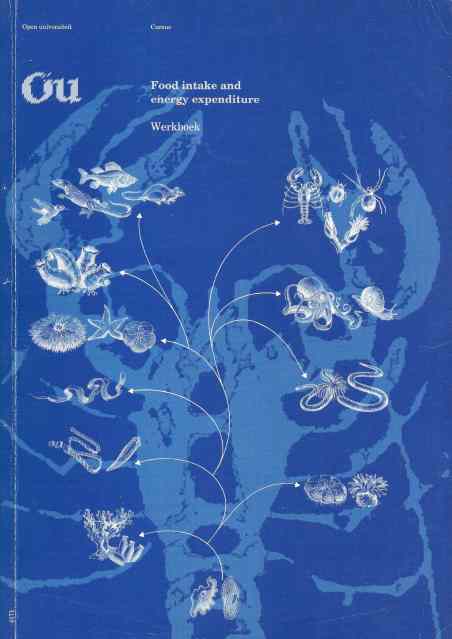 Open universiteit
Cursus
Ou
Food intake and
energy expenditure
Werkboek